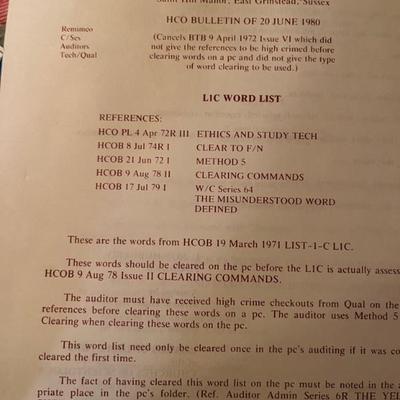 Saint Hill Manor, East Grinstead, Sussex
HCO BULLETIN OF 20 JUNE 1980
Remimeo
C/Ses
Auditors
Tech/Qual
(Cancels BTB 9 April 1972 Issue VI which did
not give the references to be high crimed before
clearing words on a pc and did not give the type
of word clearing to be used.)
L1C WORD LIST
REFERENCES:
HCO PL 4 Apr 72R III ETHICS AND STUDY TECH
HCOB 8 Jul 74R I CLEAR TO F/N
HCOB 21 Jun 72 I METHOD 5
HCOB 9 Aug 78 II CLEARING COMMANDS
HCOB 17 Jul 79 I W/C Series 64
THE MISUNDERSTOOD WORD
DEFINED
These are the words from HCOB 19 March 1971 LIST-1-C L1C.
These words should be cleared on the pc before the L1C is actually assess
HCOB 9 Aug 78 Issue II CLEARING COMMANDS.
The auditor must have received high crime checkouts from Qual on the
references before clearing these words on a pc. The auditor uses Method 5
Clearing when clearing these words on the pc.
This word list need only be cleared once in the pc's auditing if it was co
cleared the first time.
The fact of having cleared this word list on the pc must be noted in the a
priate place in the pc's folder. (Ref. Auditor Admin Series 6R THE YEL